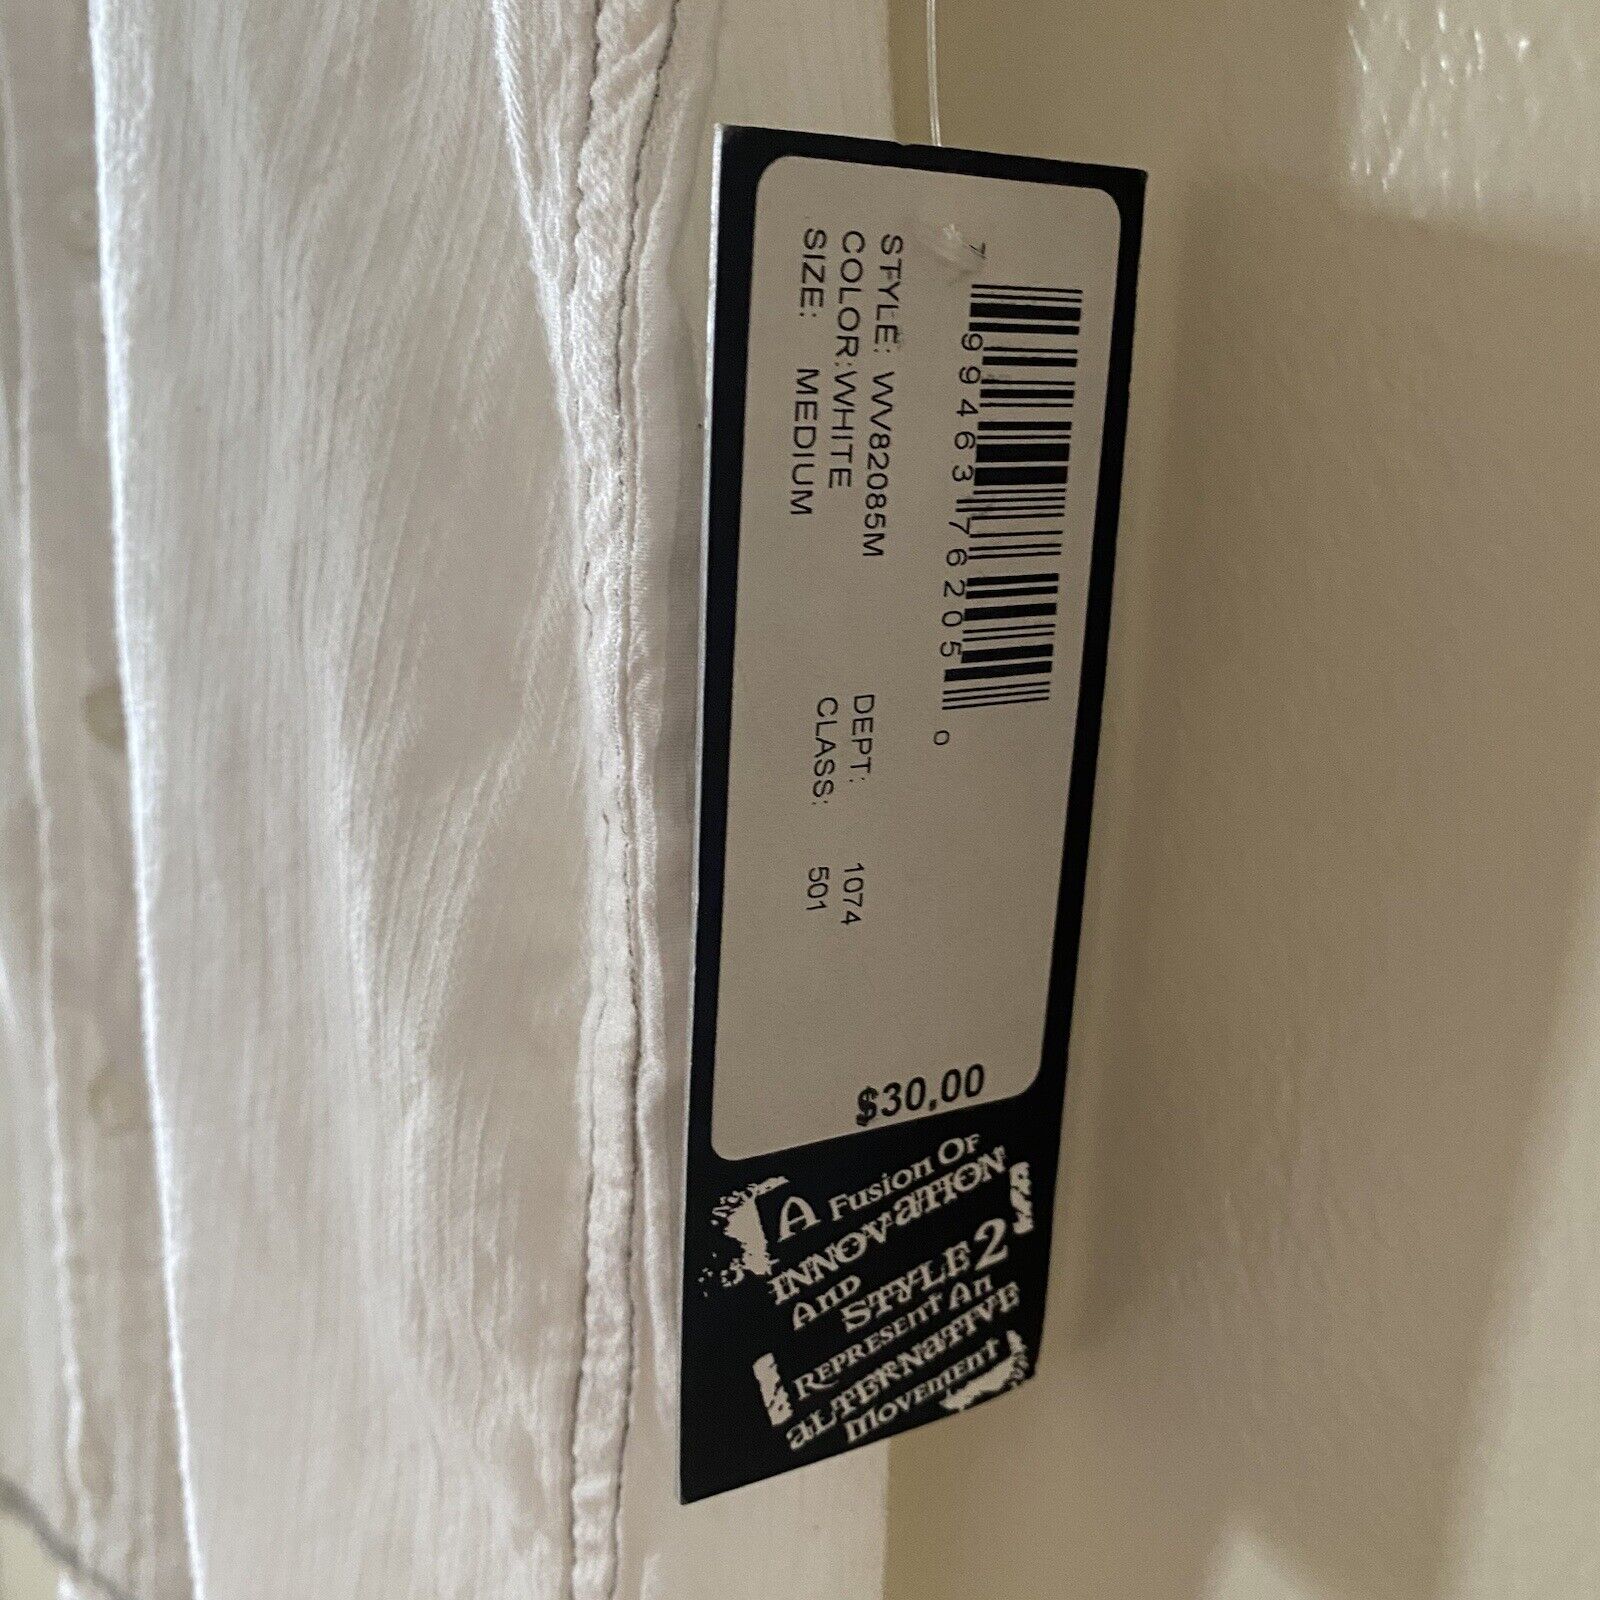 7 99463 76205 0
STYLE: WV82085M
COLOR:WHITE
SIZE: MEDIUM
DEPT: 1074
CLASS: 501
$30.00
A FUSION OF
INNOVATION
AND
STYLE 2
REPRESENT AN
ALTERNATIVE
MOVEMENT